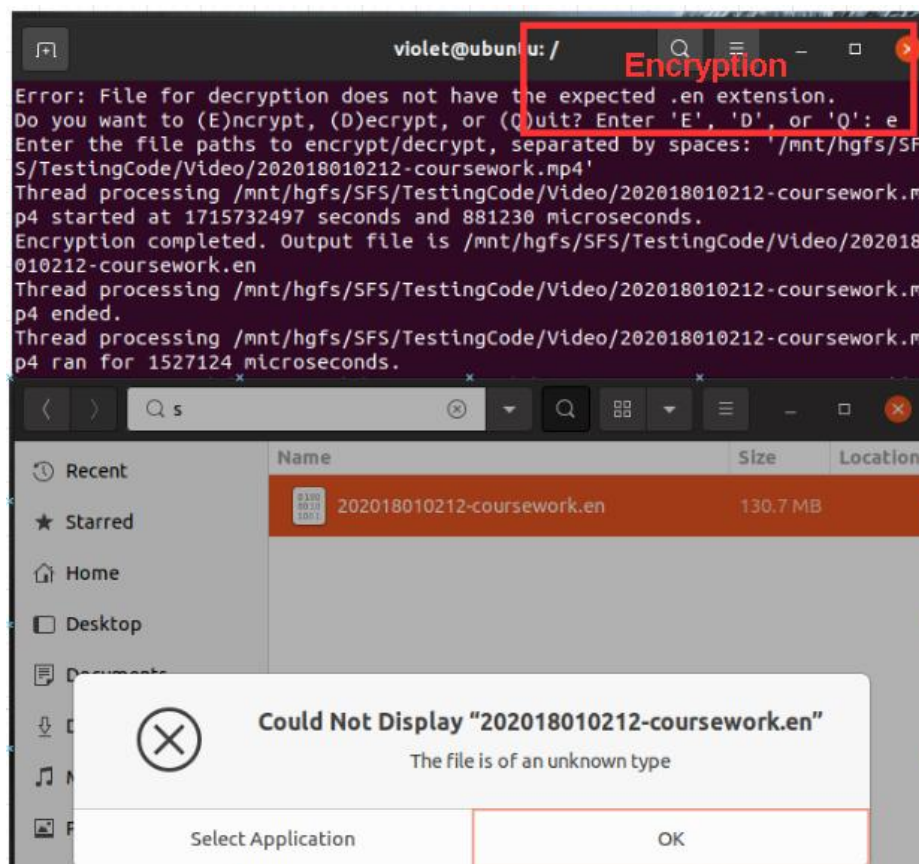 violet@ubuntu: /
Encryption
Error: File for decryption does not have the expected .en extension.
Do you want to (E)ncrypt, (D)ecrypt, or (Q)uit? Enter 'E', 'D', or 'Q': e
Enter the file paths to encrypt/decrypt, separated by spaces: '/mnt/hgfs/SF
S/TestingCode/Video/202018010212-coursework.mp4'
Thread processing /mnt/hgfs/SFS/TestingCode/Video/202018010212-coursework.m
p4 started at 1715732497 seconds and 881230 microseconds.
Encryption completed. Output file is /mnt/hgfs/SFS/TestingCode/Video/202018
010212-coursework.en
Thread processing /mnt/hgfs/SFS/TestingCode/Video/202018010212-coursework.m
p4 ended.
Thread processing /mnt/hgfs/SFS/TestingCode/Video/202018010212-coursework.m
p4 ran for 1527124 microseconds.
s
Name Size Location
Recent
202018010212-coursework.en 130.7 MB
Starred
Home
Desktop
Could Not Display “202018010212-coursework.en”
The file is of an unknown type
Select Application OK